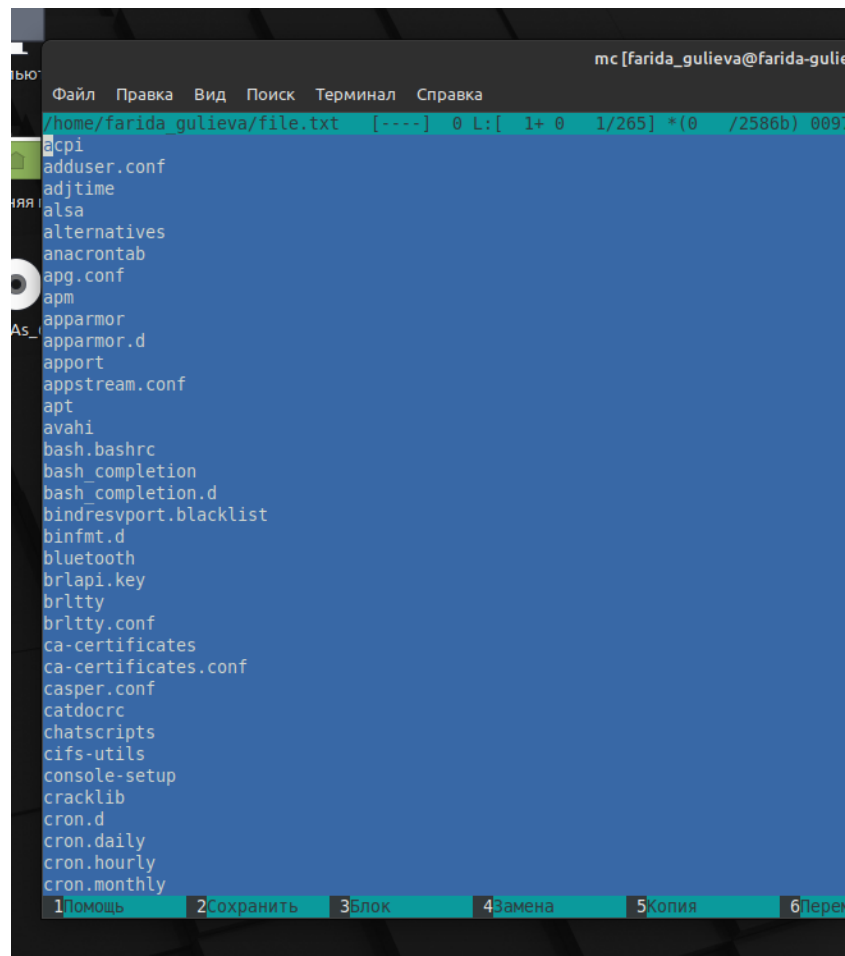 mc [farida_gulieva@farida-gulie
Файл Правка Вид Поиск Терминал Справка
/home/farida_gulieva/file.txt [----] 0 L:[ 1+ 0 1/265] *(0 /2586b) 009
acpi
adduser.conf
adjtime
alsa
alternatives
anacrontab
apg.conf
apm
apparmor
apparmor.d
apport
appstream.conf
apt
avahi
bash.bashrc
bash_completion
bash_completion.d
bindresvport.blacklist
binfmt.d
bluetooth
brlapi.key
brltty
brltty.conf
ca-certificates
ca-certificates.conf
casper.conf
catdocrc
chatscripts
cifs-utils
console-setup
cracklib
cron.d
cron.daily
cron.hourly
cron.monthly
1Помощь 2Сохранить 3Блок 4Замена 5Копия 6Перем